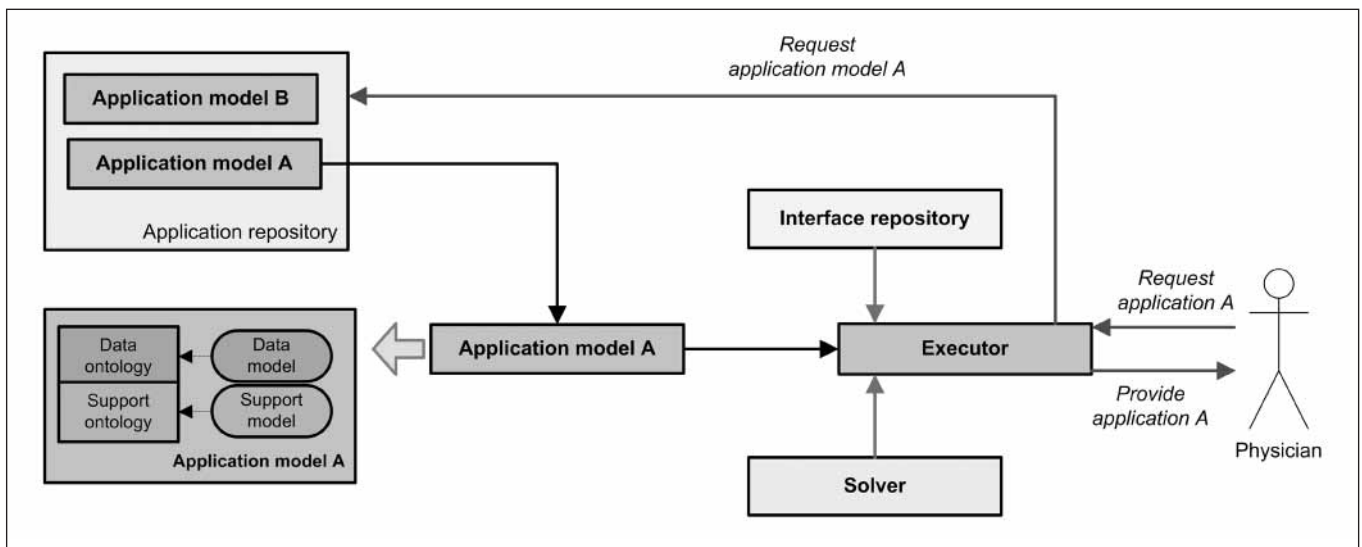 Request
application model A
Application model B
Application model A
Application repository
Interface repository
Request
application A
Data
ontology
Data
model
Support
ontology
Support
model
Application model A
Application model A
Executor
Provide
application A
Physician
Solver